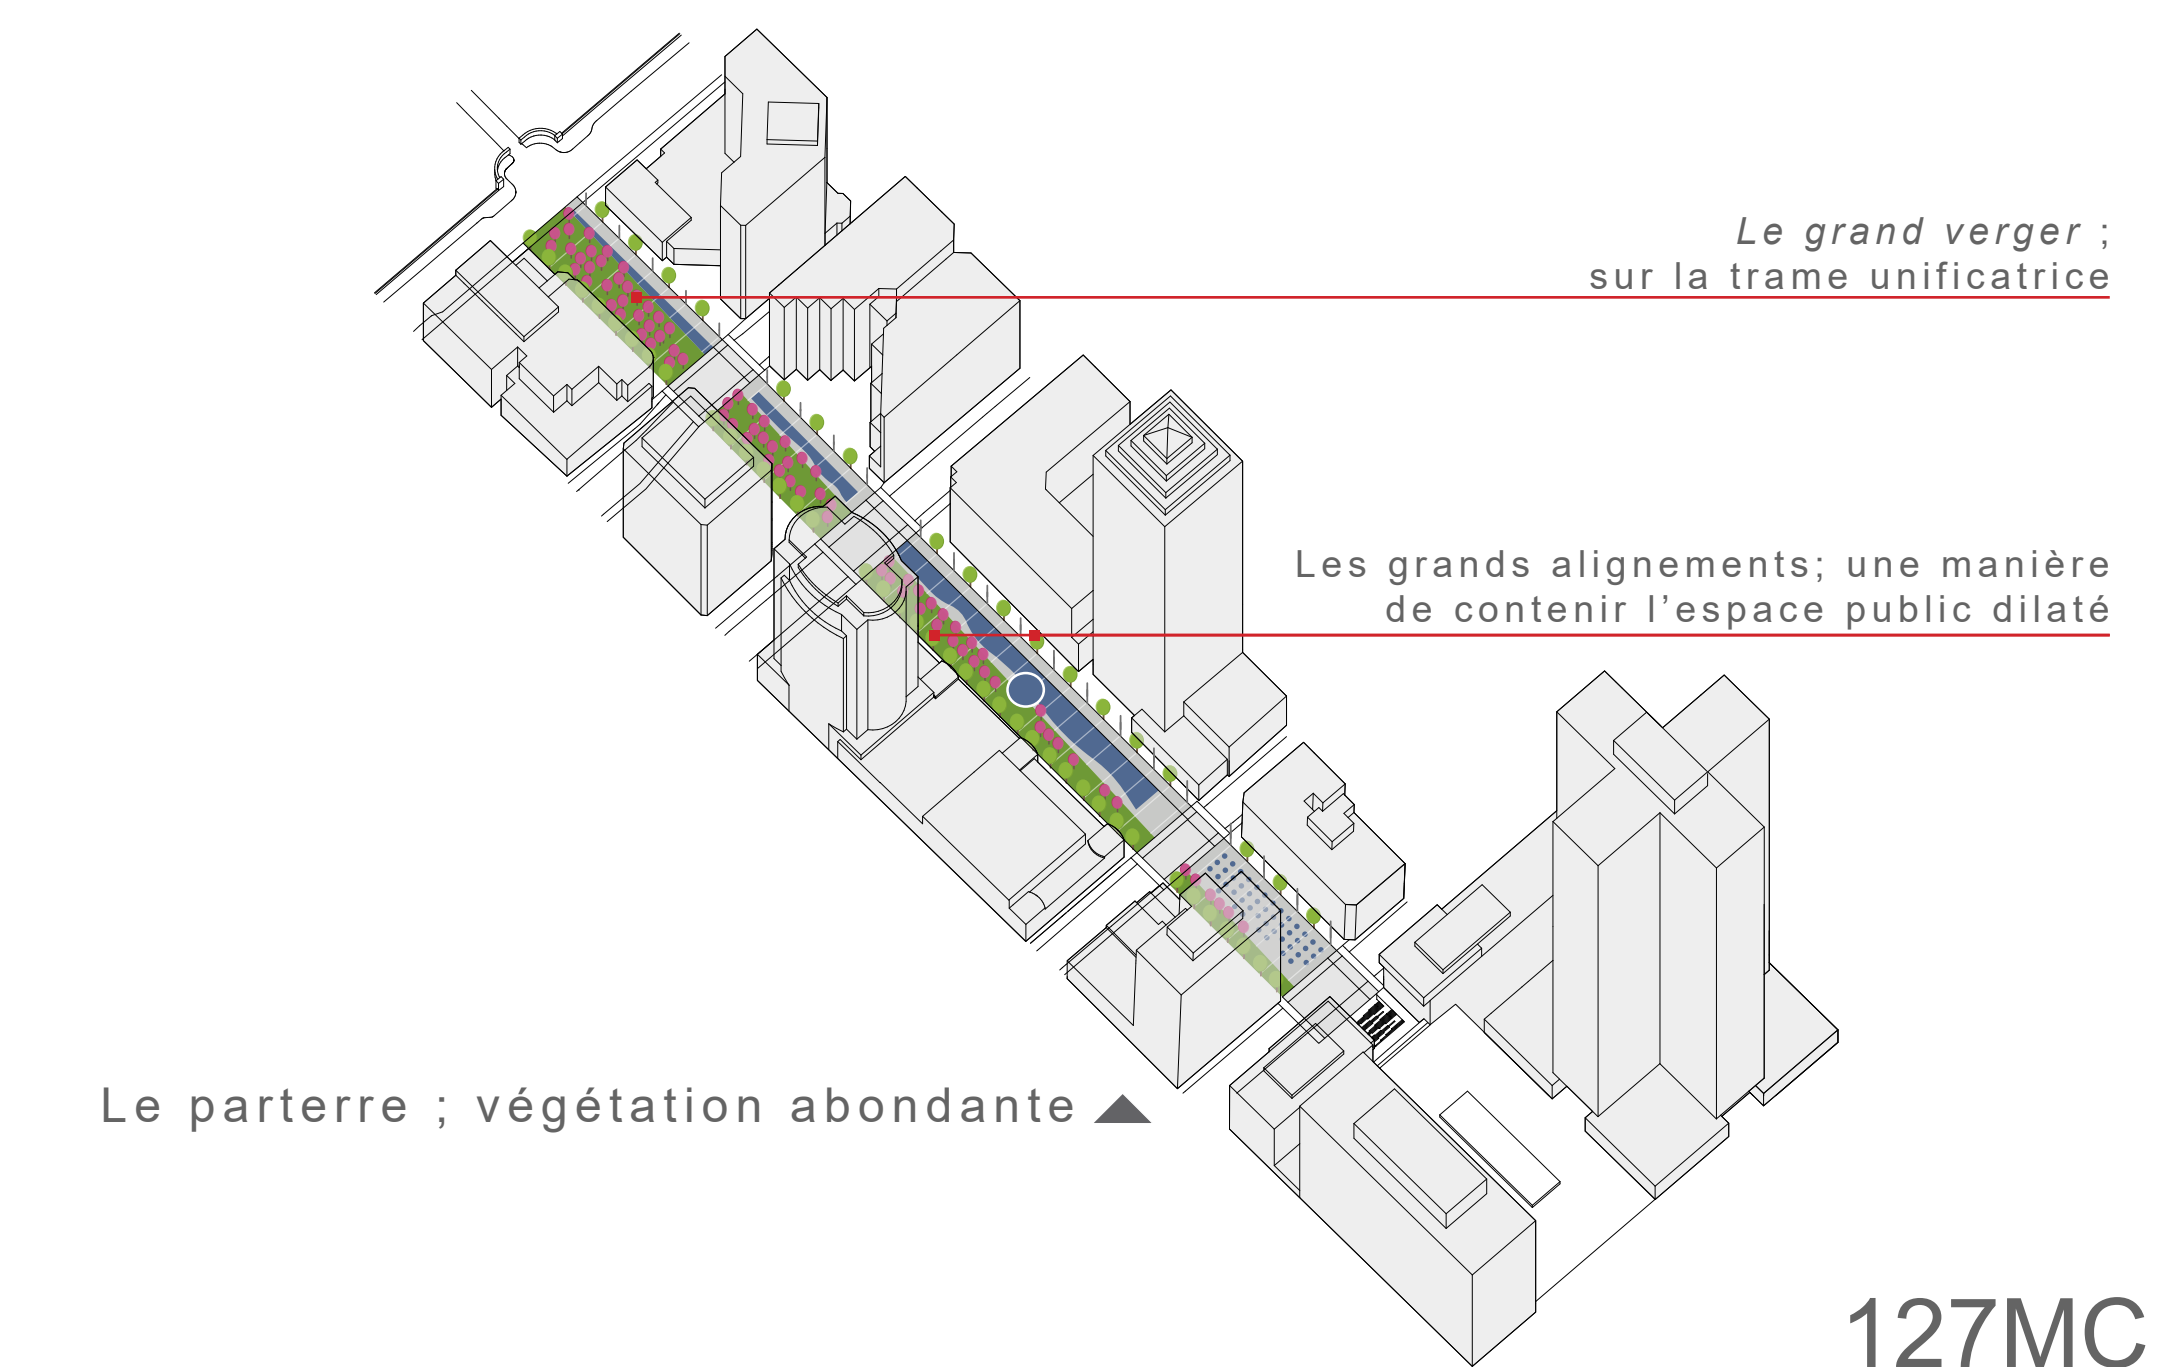 Le grand verger ;
sur la trame unificatrice
Les grands alignements; une manière
de contenir l’espace public dilaté
Le parterre ; végétation abondante
127MC